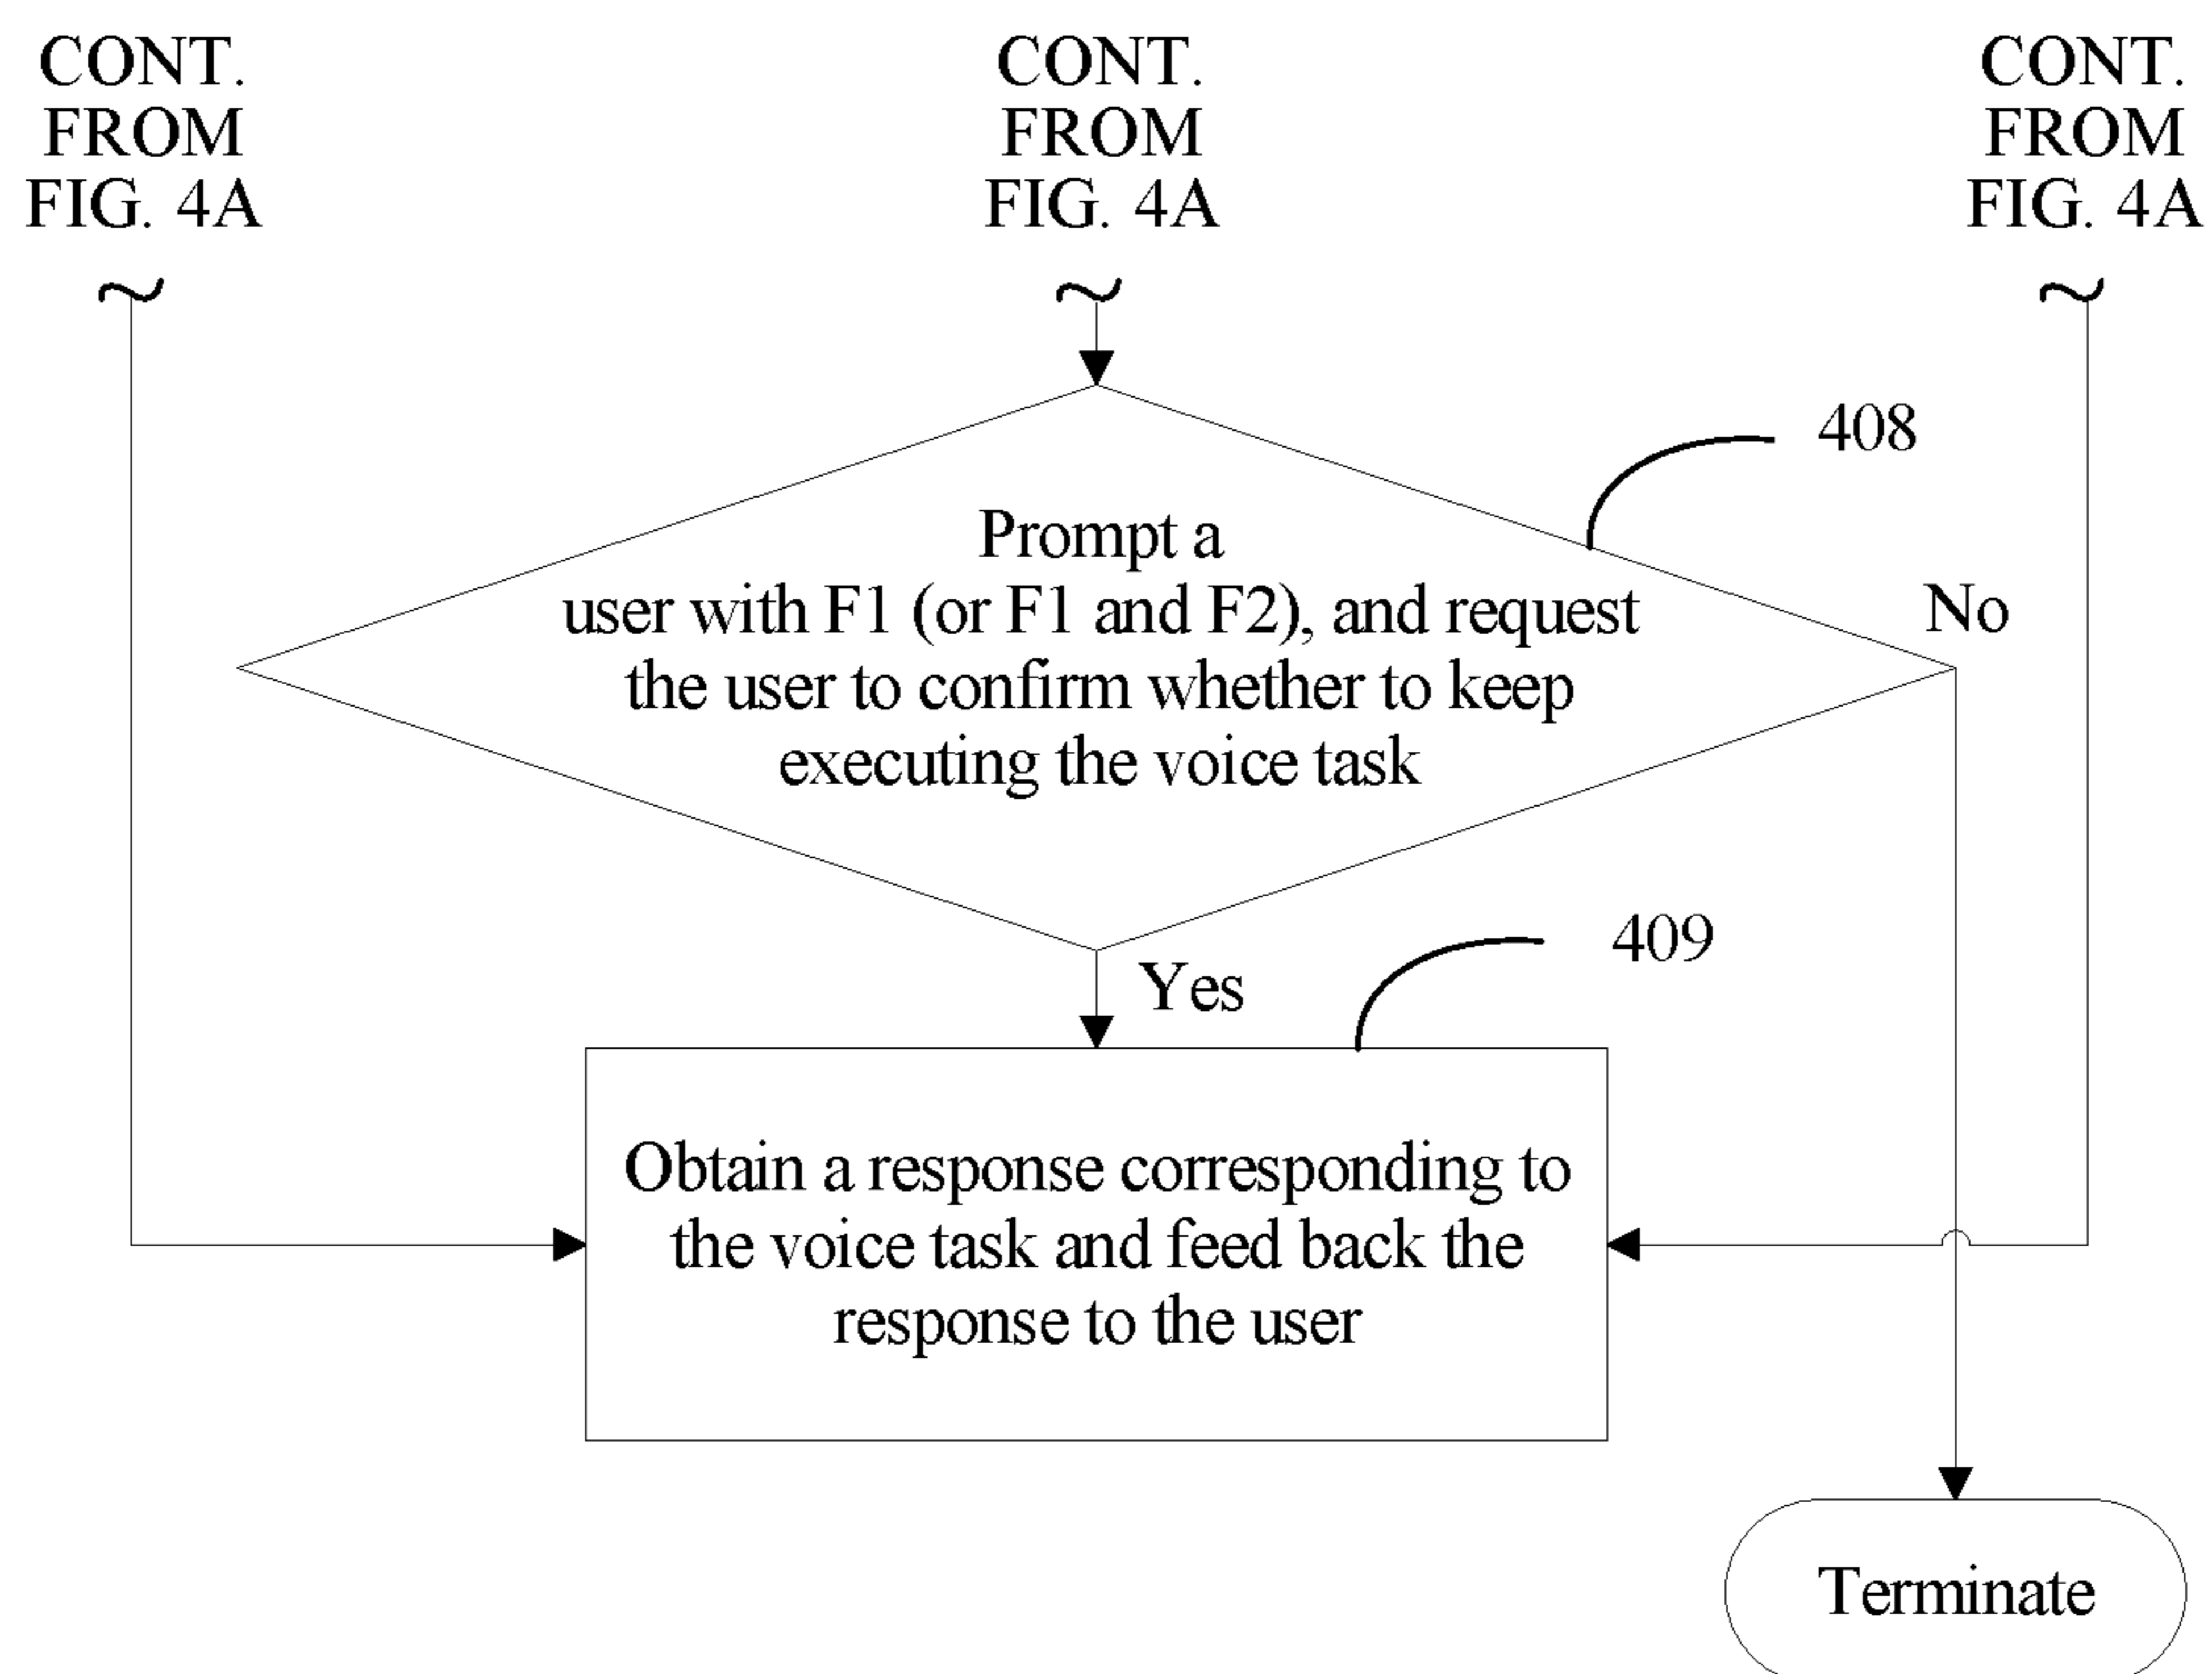 CONT.
FROM
FIG. 4A
CONT.
FROM
FIG. 4A
CONT.
FROM
FIG. 4A
408
Prompt a
user with F1 (or F1 and F2), and request
the user to confirm whether to keep
executing the voice task
No
Yes
409
Obtain a response corresponding to
the voice task and feed back the
response to the user
Terminate